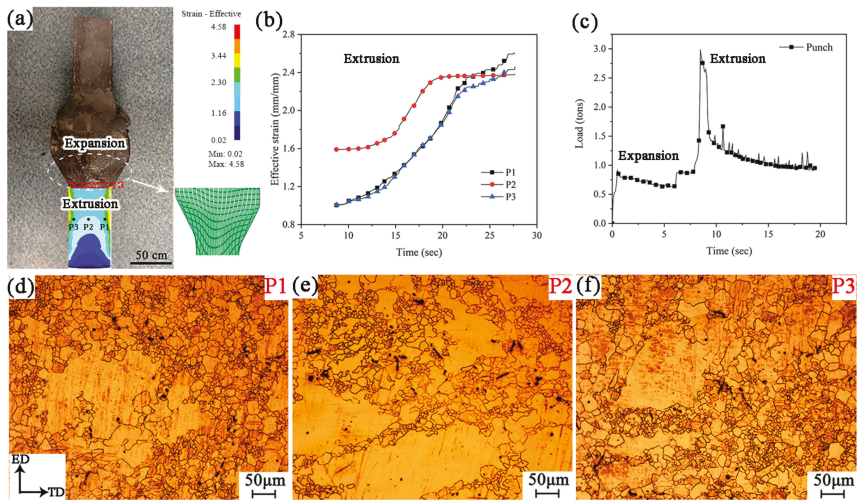 (a)
Strain - Effective
4.58
3.44
2.30
1.16
0.02
Min: 0.02
Max: 4.58
Expansion
Extrusion
P3 P2 P1
50 cm
(b)
Extrusion
Effective strain (mm/mm)
2.8
2.4
2.0
1.6
1.2
0.8
P1
P2
P3
5 10 15 20 25 30
Time (sec)
(c)
Extrusion
Expansion
Punch
Load (tons)
3.0
2.5
2.0
1.5
1.0
0.5
0.0
0 5 10 15 20
Time (sec)
(d)
P1
ED
TD
50μm
(e)
P2
50μm
(f)
P3
50μm